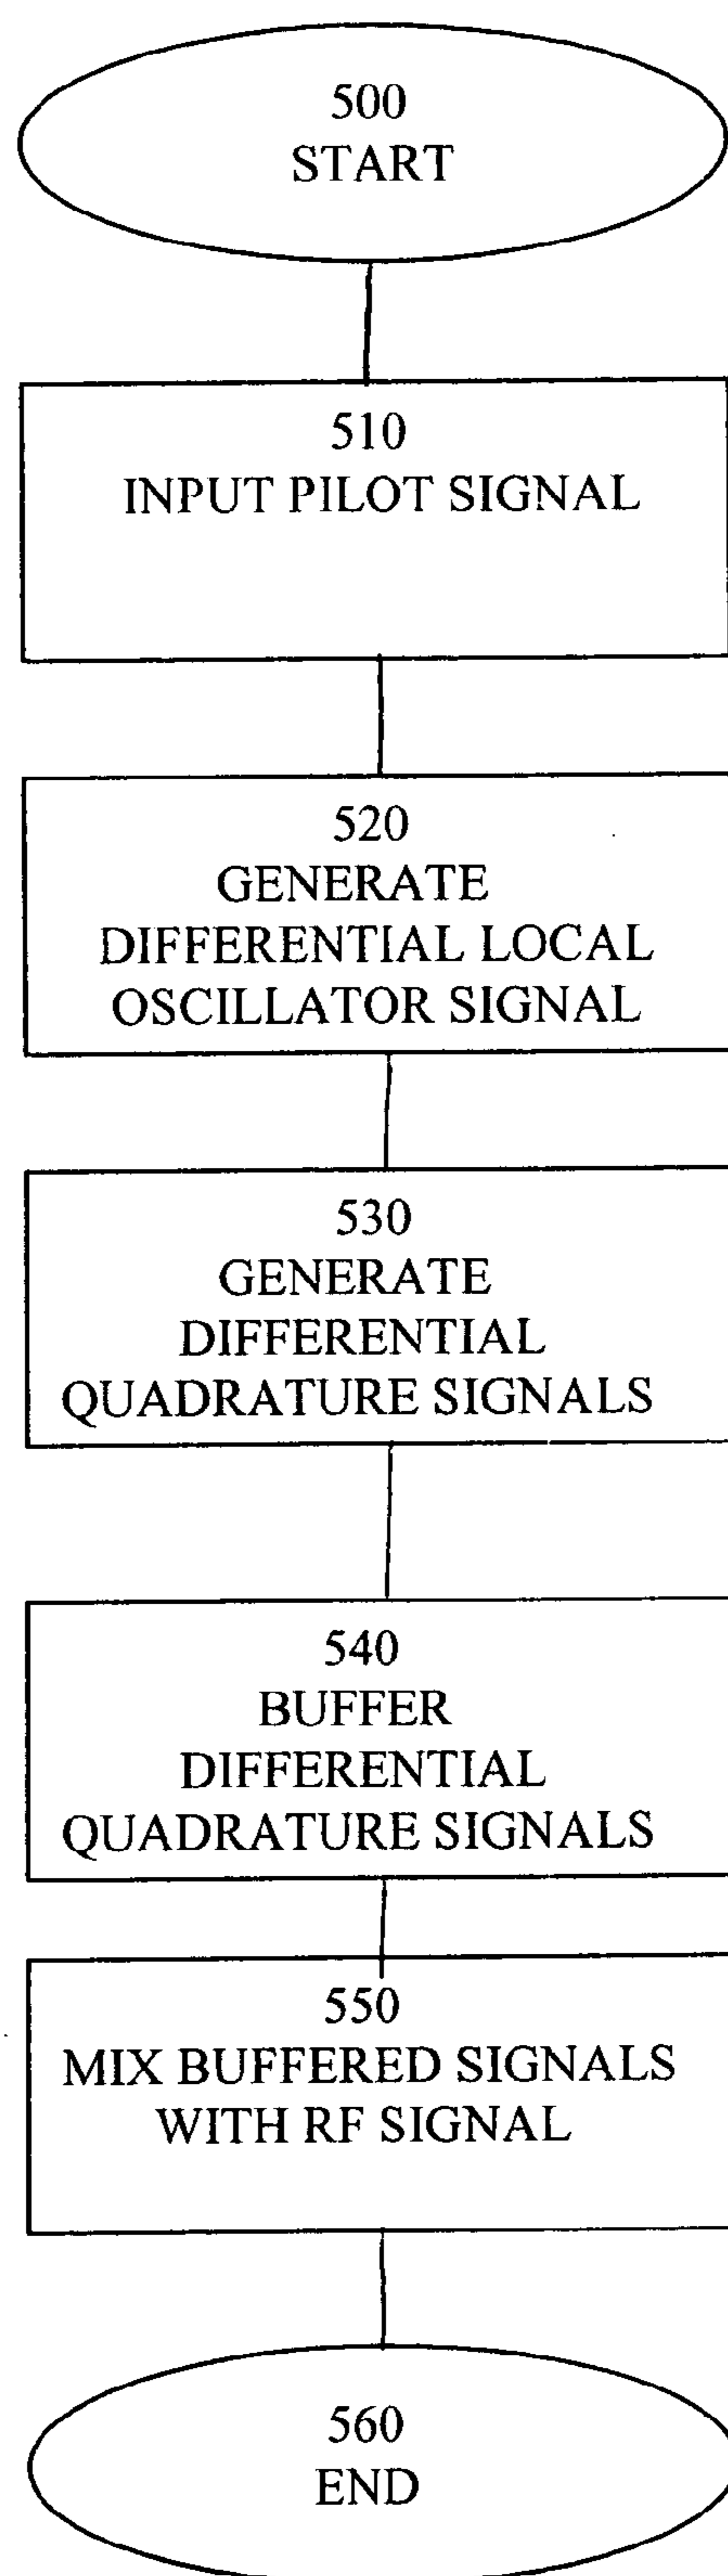 500
START
510
INPUT PILOT SIGNAL
520
GENERATE
DIFFERENTIAL LOCAL
OSCILLATOR SIGNAL
530
GENERATE
DIFFERENTIAL
QUADRATURE SIGNALS
540
BUFFER
DIFFERENTIAL
QUADRATURE SIGNALS
550
MIX BUFFERED SIGNALS
WITH RF SIGNAL
560
END